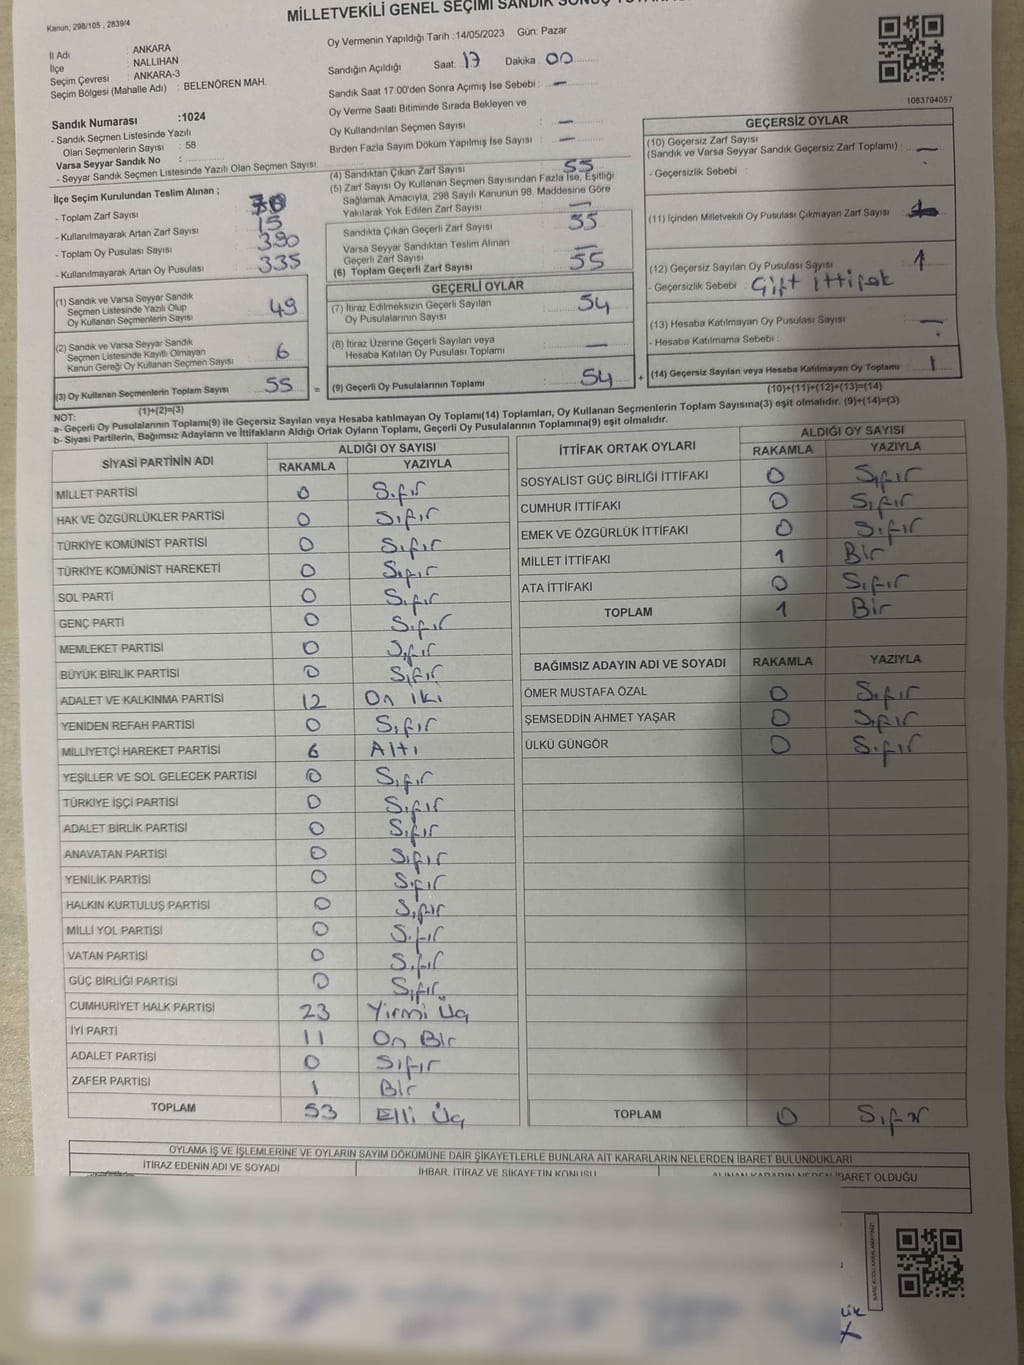 Kanun; 298/105 , 2839/4
MİLLETVEKİLİ GENEL SEÇİMİ SANDIK SONUÇ
İl Adı : ANKARA
İlçe : NALLIHAN
Seçim Çevresi : ANKARA-3
Seçim Bölgesi (Mahalle Adı) : BELENÖREN MAH.
Oy Vermenin Yapıldığı Tarih :14/05/2023 Gün: Pazar
Sandığın Açıldığı Saat: 17 Dakika 00
Sandık Saat 17.00'den Sonra Açımış İse Sebebi : —
Oy Verme Saati Bitiminde Sırada Bekleyen ve
Oy Kullandırılan Seçmen Sayısı : —
Birden Fazla Sayım Döküm Yapılmış İse Sayısı : —
1083794057
Sandık Numarası :1024
- Sandık Seçmen Listesinde Yazılı
Olan Seçmenlerin Sayısı : 58
Varsa Seyyar Sandık No :
- Seyyar Sandık Seçmen Listesinde Yazılı Olan Seçmen Sayısı:
İlçe Seçim Kurulundan Teslim Alınan ;
- Toplam Zarf Sayısı : 70
- Kullanılmayarak Artan Zarf Sayısı : 15
- Toplam Oy Pusulası Sayısı : 390
- Kullanılmayarak Artan Oy Pusulası : 335
(4) Sandıktan Çıkan Zarf Sayısı : 55
(5) Zarf Sayısı Oy Kullanan Seçmen Sayısından Fazla İse, Eşitliği
Sağlamak Amacıyla, 298 Sayılı Kanunun 98. Maddesine Göre
Yakılarak Yok Edilen Zarf Sayısı : —
Sandıkta Çıkan Geçerli Zarf Sayısı : 55
Varsa Seyyar Sandıktan Teslim Alınan
Geçerli Zarf Sayısı : —
(6) Toplam Geçerli Zarf Sayısı : 55
GEÇERSİZ OYLAR
(10) Geçersiz Zarf Sayısı
(Sandık ve Varsa Seyyar Sandık Geçersiz Zarf Toplamı) : —
- Geçersizlik Sebebi :
(11) İçinden Milletvekili Oy Pusulası Çıkmayan Zarf Sayısı :
(12) Geçersiz Sayılan Oy Pusulası Sayısı : 1
- Geçersizlik Sebebi : Çift ittifak
(13) Hesaba Katılmayan Oy Pusulası Sayısı : —
- Hesaba Katılmama Sebebi :
(14) Geçersiz Sayılan veya Hesaba Katılmayan Oy Toplamı : 1
(10)+(11)+(12)+(13)=(14)
(1) Sandık ve Varsa Seyyar Sandık
Seçmen Listesinde Yazılı Olup
Oy Kullanan Seçmenlerin Sayısı : 49
(2) Sandık ve Varsa Seyyar Sandık
Seçmen Listesinde Kayıtlı Olmayan
Kanun Gereği Oy Kullanan Seçmen Sayısı : 6
(3) Oy Kullanan Seçmenlerin Toplam Sayısı : 55 =
(1)+(2)=(3)
GEÇERLİ OYLAR
(7) İtiraz Edilmeksizin Geçerli Sayılan
Oy Pusulalarının Sayısı : 54
(8) İtiraz Üzerine Geçerli Sayılan veya
Hesaba Katılan Oy Pusulası Toplamı : —
(9) Geçerli Oy Pusulalarının Toplamı : 54 +
NOT:
a- Geçerli Oy Pusulalarının Toplamı(9) ile Geçersiz Sayılan veya Hesaba katılmayan Oy Toplamı(14) Toplamları, Oy Kullanan Seçmenlerin Toplam Sayısına(3) eşit olmalıdır. (9)+(14)=(3)
b- Siyasi Partilerin, Bağımsız Adayların ve İttifakların Aldığı Ortak Oyların Toplamı, Geçerli Oy Pusulalarının Toplamına(9) eşit olmalıdır.
SİYASİ PARTİNİN ADI ALDIĞI OY SAYISI
RAKAMLA YAZIYLA
MİLLET PARTİSİ 0 Sıfır
HAK VE ÖZGÜRLÜKLER PARTİSİ 0 Sıfır
TÜRKİYE KOMÜNİST PARTİSİ 0 Sıfır
TÜRKİYE KOMÜNİST HAREKETİ 0 Sıfır
SOL PARTİ 0 Sıfır
GENÇ PARTİ 0 Sıfır
MEMLEKET PARTİSİ 0 Sıfır
BÜYÜK BİRLİK PARTİSİ 0 Sıfır
ADALET VE KALKINMA PARTİSİ 12 On iki
YENİDEN REFAH PARTİSİ 0 Sıfır
MİLLİYETÇİ HAREKET PARTİSİ 6 Altı
YEŞİLLER VE SOL GELECEK PARTİSİ 0 Sıfır
TÜRKİYE İŞÇİ PARTİSİ 0 Sıfır
ADALET BİRLİK PARTİSİ 0 Sıfır
ANAVATAN PARTİSİ 0 Sıfır
YENİLİK PARTİSİ 0 Sıfır
HALKIN KURTULUŞ PARTİSİ 0 Sıfır
MİLLİ YOL PARTİSİ 0 Sıfır
VATAN PARTİSİ 0 Sıfır
GÜÇ BİRLİĞİ PARTİSİ 0 Sıfır
CUMHURİYET HALK PARTİSİ 23 Yirmi Üç
İYİ PARTİ 11 On Bir
ADALET PARTİSİ 0 Sıfır
ZAFER PARTİSİ 1 Bir
TOPLAM 53 Elli Üç
İTTİFAK ORTAK OYLARI ALDIĞI OY SAYISI
RAKAMLA YAZIYLA
SOSYALİST GÜÇ BİRLİĞİ İTTİFAKI 0 Sıfır
CUMHUR İTTİFAKI 0 Sıfır
EMEK VE ÖZGÜRLÜK İTTİFAKI 0 Sıfır
MİLLET İTTİFAKI 1 Bir
ATA İTTİFAKI 0 Sıfır
TOPLAM 1 Bir
BAĞIMSIZ ADAYIN ADI VE SOYADI RAKAMLA YAZIYLA
ÖMER MUSTAFA ÖZAL 0 Sıfır
ŞEMSEDDİN AHMET YAŞAR 0 Sıfır
ÜLKÜ GÜNGÖR 0 Sıfır
TOPLAM 0 Sıfır
OYLAMA İŞ VE İŞLEMLERİNE VE OYLARIN SAYIM DÖKÜMÜNE DAİR ŞİKAYETLERLE BUNLARA AİT KARARLARIN NELERDEN İBARET BULUNDUKLARI
İTİRAZ EDENİN ADI VE SOYADI İHBAR, İTİRAZ VE ŞİKAYETİN KONUSU ALINAN KARARIN NEDEN İBARET OLDUĞU